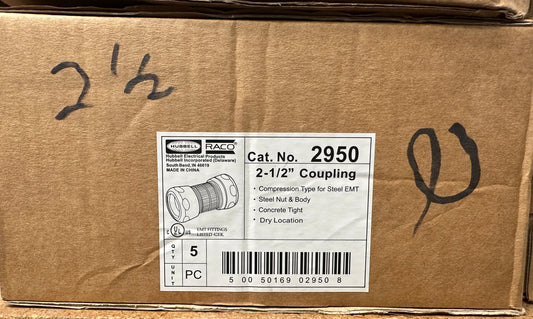 2 1/2
HUBBELL
RACO
Hubbell Electrical Products
Hubbell Incorporated (Delaware)
South Bend, IN 46619
MADE IN CHINA
Cat. No. 2950
2-1/2” Coupling
· Compression Type for Steel EMT
· Steel Nut & Body
· Concrete Tight
· Dry Location
C UL US
EMT FITTINGS
QTY 5
UNIT PC
5 00 50169 02950 8